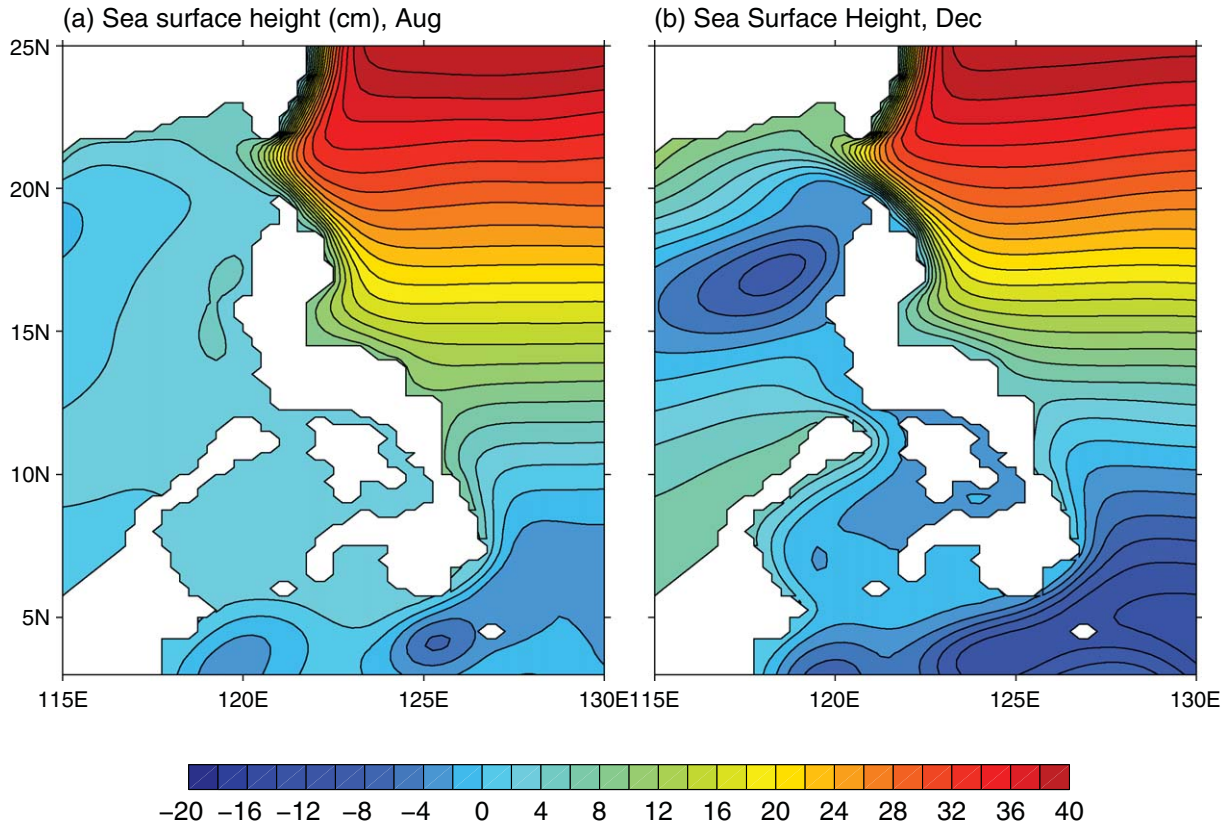 (a) Sea surface height (cm), Aug
(b) Sea Surface Height, Dec
25N
20N
15N
10N
5N
115E 120E 125E 130E 115E 120E 125E 130E
−20 −16 −12 −8 −4 0 4 8 12 16 20 24 28 32 36 40